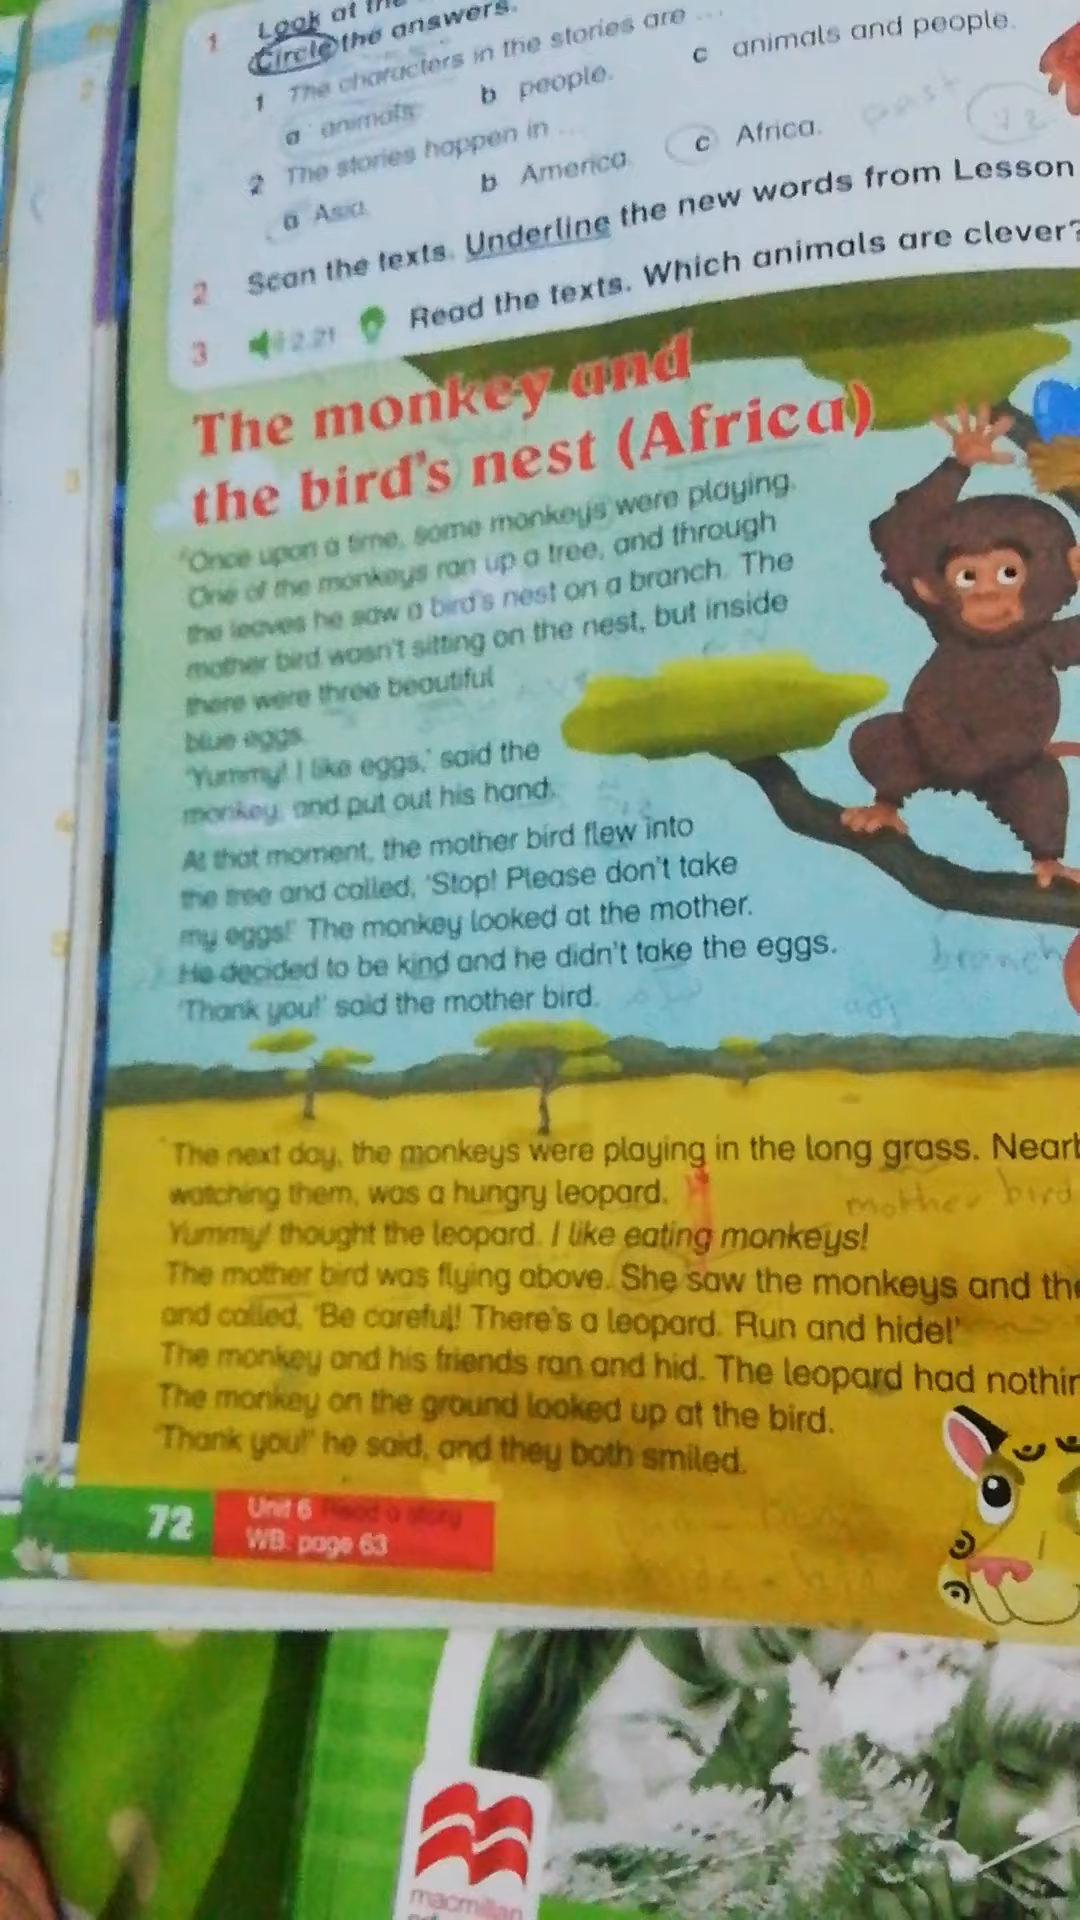 1 Look at the
Circle the answers.
1 The characters in the stories are ...
a animals. b people. c animals and people.
2 The stories happen in ...
a Asia. b America. c Africa.
past
V2
2 Scan the texts. Underline the new words from Lesson
3 2.21 Read the texts. Which animals are clever?
The monkey and
the bird's nest (Africa)
Once upon a time, some monkeys were playing.
One of the monkeys ran up a tree, and through
the leaves he saw a bird's nest on a branch. The
mother bird wasn't sitting on the nest, but inside
there were three beautiful
blue eggs.
'Yummy! I like eggs,' said the
monkey, and put out his hand.
At that moment, the mother bird flew into
the tree and called, 'Stop! Please don't take
my eggs!' The monkey looked at the mother.
He decided to be kind and he didn't take the eggs.
'Thank you!' said the mother bird.
branch
adj
The next day, the monkeys were playing in the long grass. Nearb
watching them, was a hungry leopard.
mother bird
Yummy! thought the leopard. I like eating monkeys!
The mother bird was flying above. She saw the monkeys and the
and called, 'Be careful! There's a leopard. Run and hide!'
The monkey and his friends ran and hid. The leopard had nothin
The monkey on the ground looked up at the bird.
'Thank you!' he said, and they both smiled.
72 Unit 6 Read a story
WB: page 63
macmillan